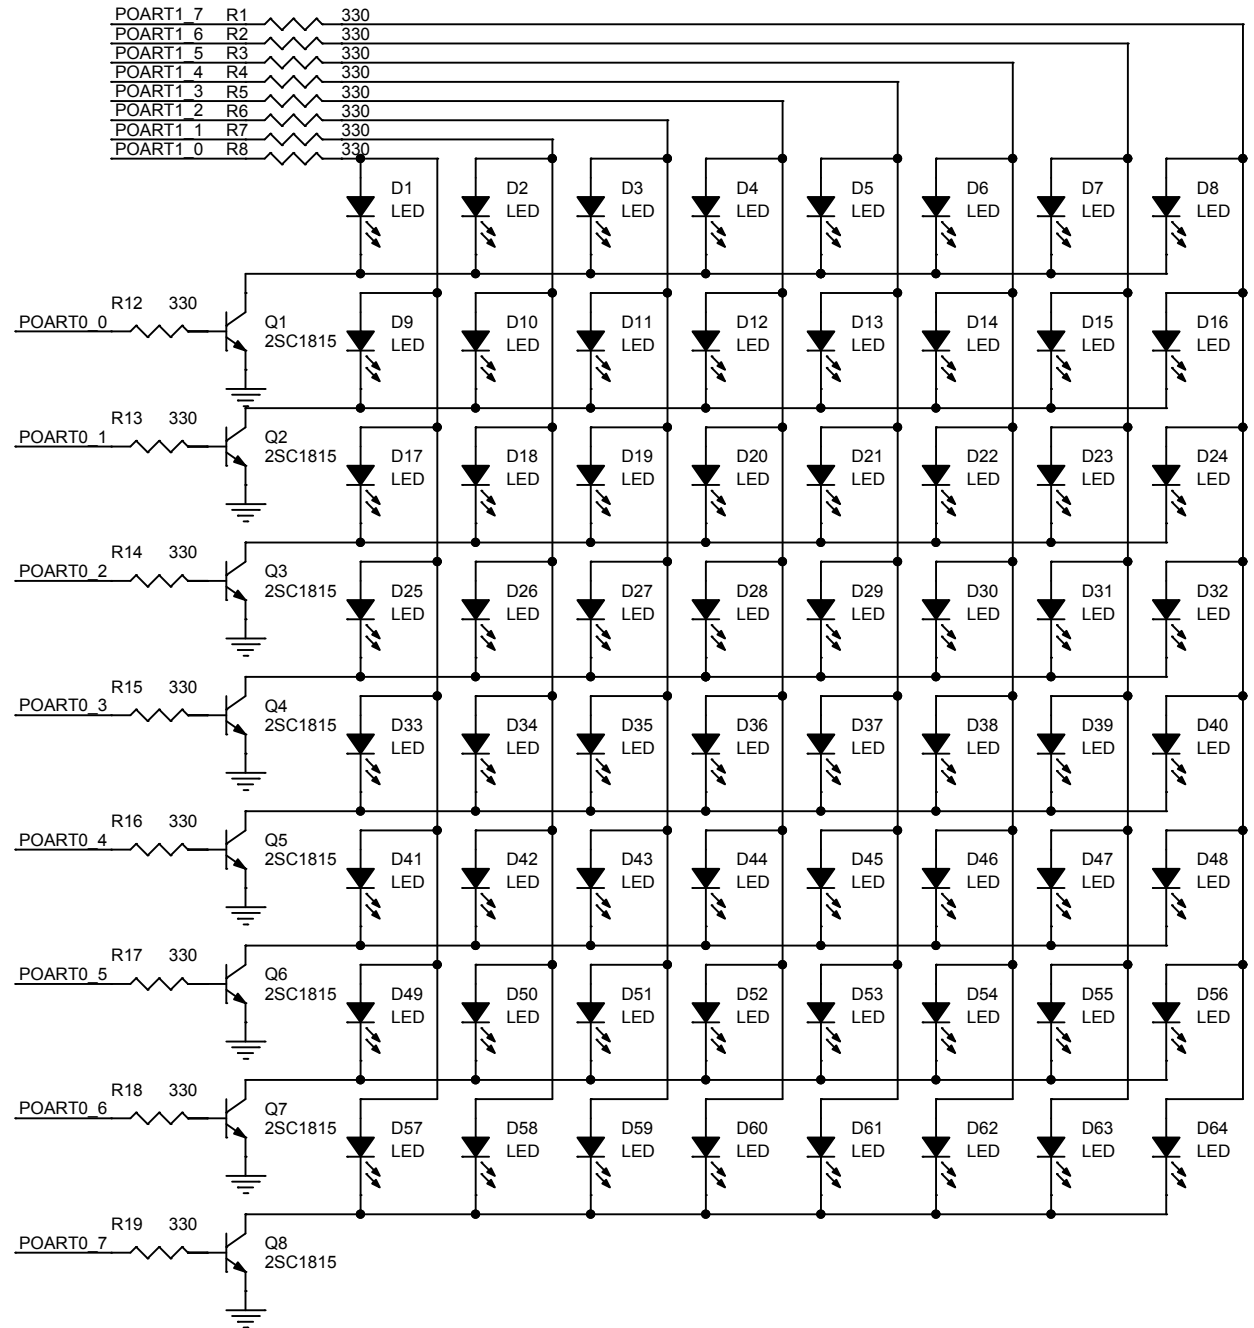 POART1_7 R1 330
POART1_6 R2 330
POART1_5 R3 330
POART1_4 R4 330
POART1_3 R5 330
POART1_2 R6 330
POART1_1 R7 330
POART1_0 R8 330
D1 D2 D3 D4 D5 D6 D7 D8
LED LED LED LED LED LED LED LED
R12 330
POART0_0
Q1
2SC1815
D9 D10 D11 D12 D13 D14 D15 D16
LED LED LED LED LED LED LED LED
R13 330
POART0_1
Q2
2SC1815
D17 D18 D19 D20 D21 D22 D23 D24
LED LED LED LED LED LED LED LED
R14 330
POART0_2
Q3
2SC1815
D25 D26 D27 D28 D29 D30 D31 D32
LED LED LED LED LED LED LED LED
R15 330
POART0_3
Q4
2SC1815
D33 D34 D35 D36 D37 D38 D39 D40
LED LED LED LED LED LED LED LED
R16 330
POART0_4
Q5
2SC1815
D41 D42 D43 D44 D45 D46 D47 D48
LED LED LED LED LED LED LED LED
R17 330
POART0_5
Q6
2SC1815
D49 D50 D51 D52 D53 D54 D55 D56
LED LED LED LED LED LED LED LED
R18 330
POART0_6
Q7
2SC1815
D57 D58 D59 D60 D61 D62 D63 D64
LED LED LED LED LED LED LED LED
R19 330
POART0_7
Q8
2SC1815